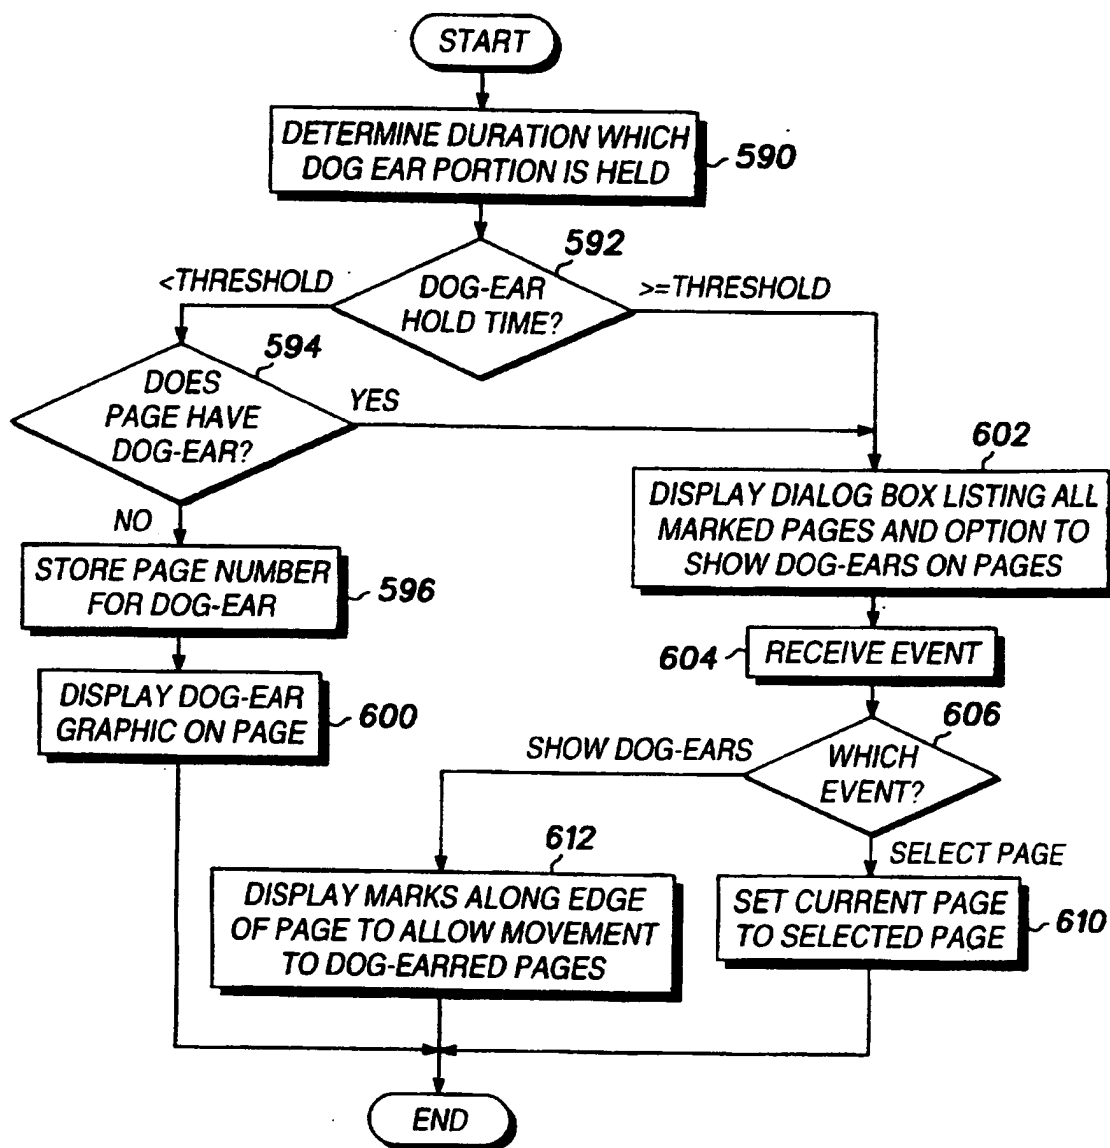 START
DETERMINE DURATION WHICH
DOG EAR PORTION IS HELD
590
592
<THRESHOLD
DOG-EAR
HOLD TIME?
>=THRESHOLD
594
DOES
PAGE HAVE
DOG-EAR?
YES
NO
602
DISPLAY DIALOG BOX LISTING ALL
MARKED PAGES AND OPTION TO
SHOW DOG-EARS ON PAGES
STORE PAGE NUMBER
FOR DOG-EAR
596
604
RECEIVE EVENT
DISPLAY DOG-EAR
GRAPHIC ON PAGE
600
606
SHOW DOG-EARS
WHICH
EVENT?
SELECT PAGE
612
DISPLAY MARKS ALONG EDGE
OF PAGE TO ALLOW MOVEMENT
TO DOG-EARRED PAGES
SET CURRENT PAGE
TO SELECTED PAGE
610
END